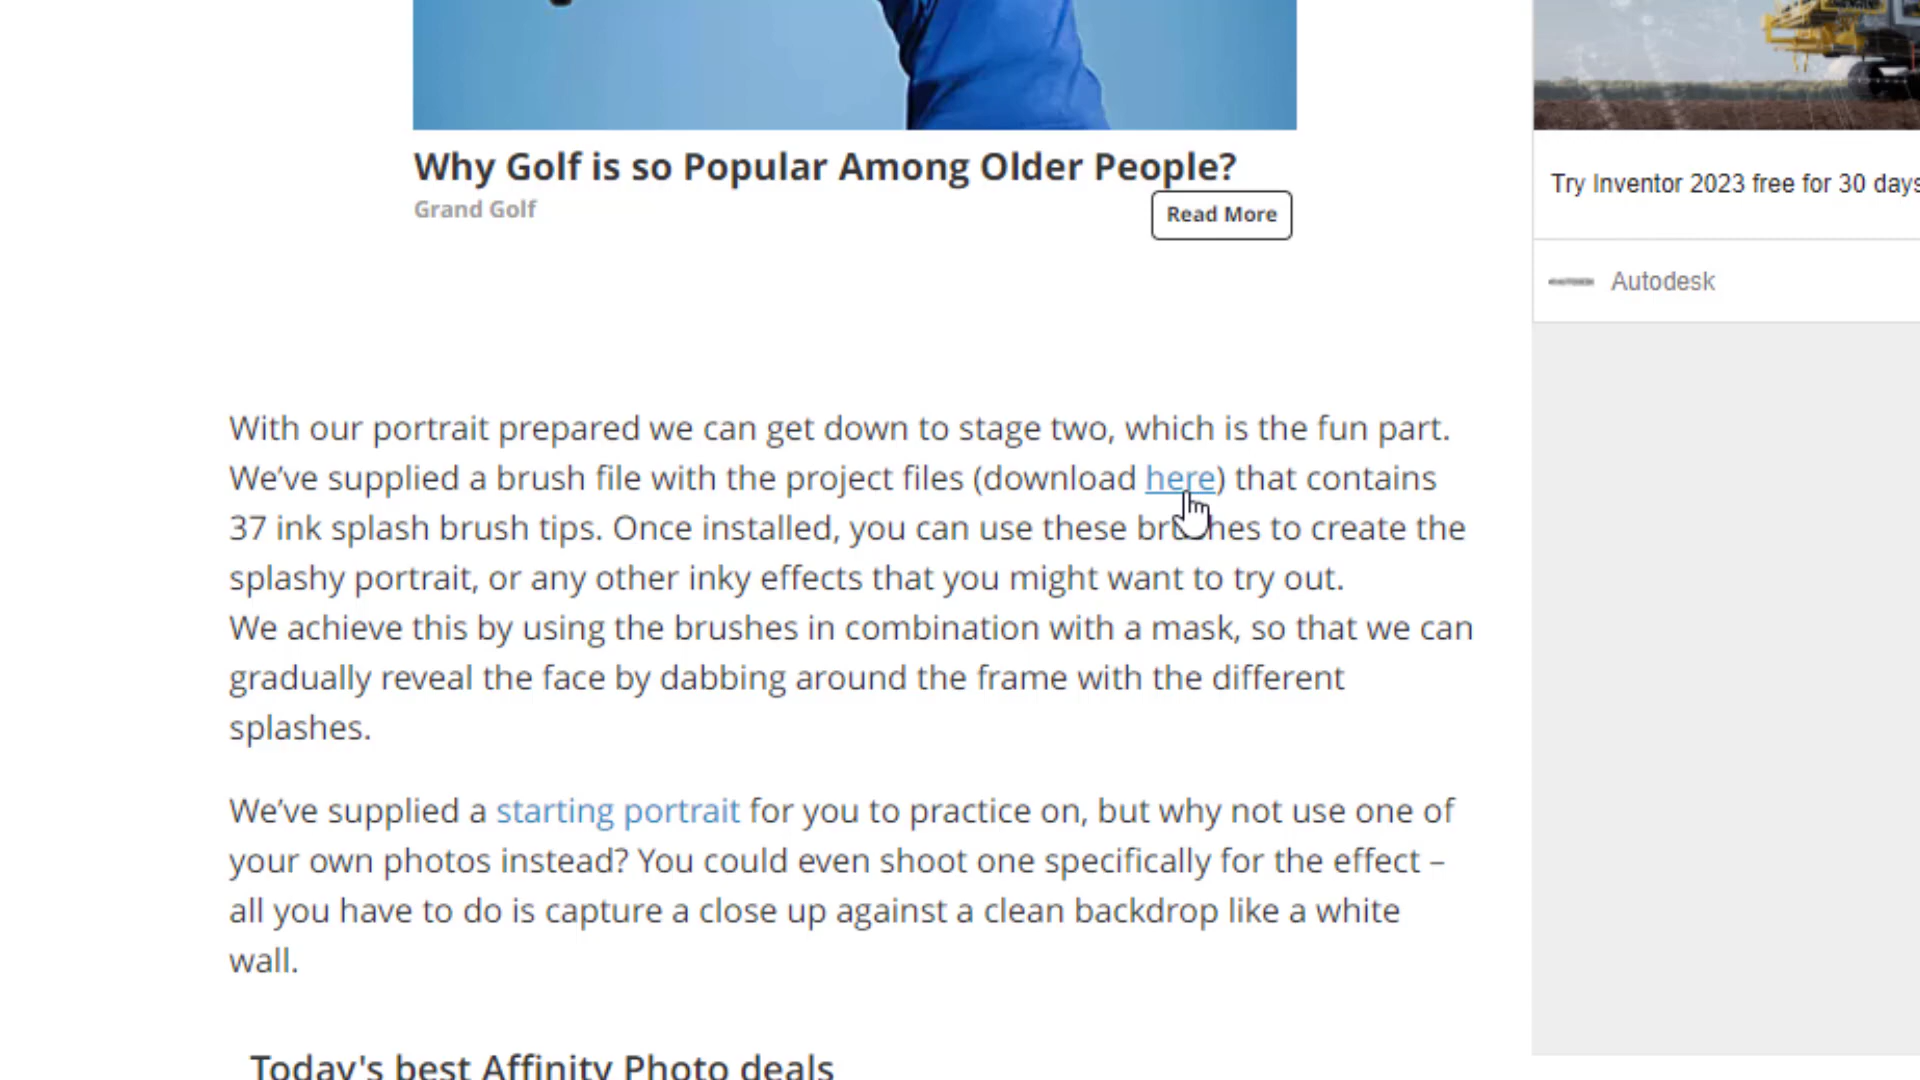 Why Golf is so Popular Among Older People?
Grand Golf
Read More
Try Inventor 2023 free for 30 days
Autodesk
With our portrait prepared we can get down to stage two, which is the fun part.
We’ve supplied a brush file with the project files (download here) that contains
37 ink splash brush tips. Once installed, you can use these brushes to create the
splashy portrait, or any other inky effects that you might want to try out.
We achieve this by using the brushes in combination with a mask, so that we can
gradually reveal the face by dabbing around the frame with the different
splashes.
We’ve supplied a starting portrait for you to practice on, but why not use one of
your own photos instead? You could even shoot one specifically for the effect –
all you have to do is capture a close up against a clean backdrop like a white
wall.
Today's best Affinity Photo deals